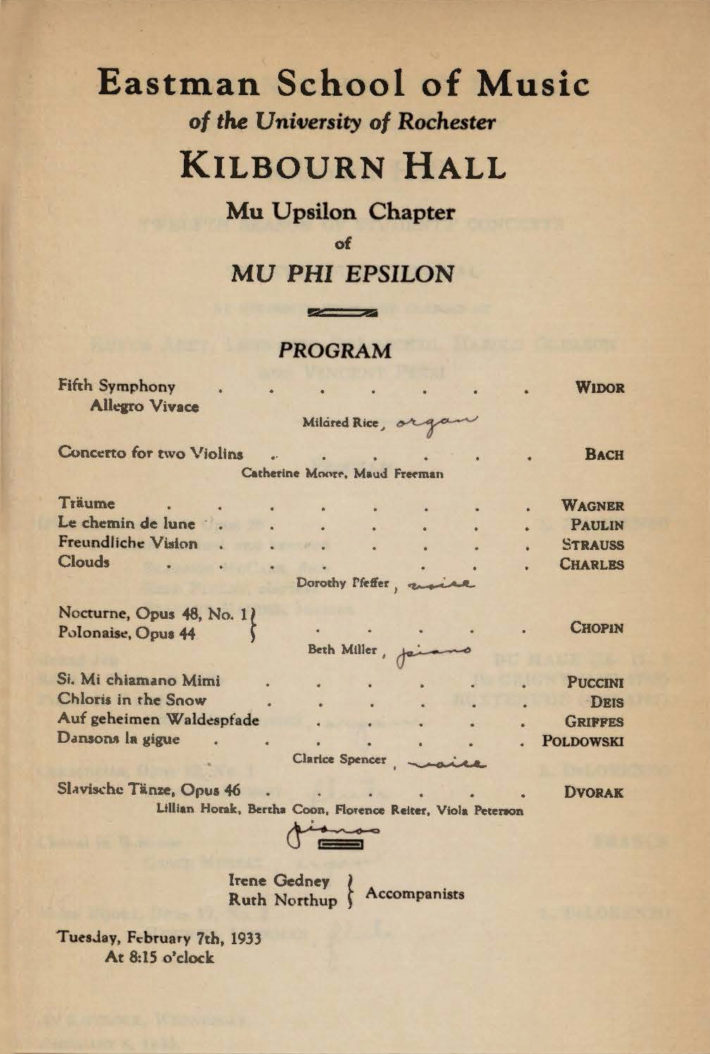 Eastman School of Music
of the University of Rochester
KILBOURN HALL
Mu Upsilon Chapter
of
MU PHI EPSILON
PROGRAM
Fifth Symphony . . . . . . . WIDOR
Allegro Vivace
Mildred Rice, organ
Concerto for two Violins . . . . . . BACH
Catherine Moore, Maud Freeman
Träume . . . . . . . . WAGNER
Le chemin de lune . . . . . . . PAULIN
Freundliche Vision . . . . . . . STRAUSS
Clouds . . . . . . . . CHARLES
Dorothy Pfeffer, voice
Nocturne, Opus 48, No. 1 }
Polonaise, Opus 44 } . . . . . CHOPIN
Beth Miller, piano
Si. Mi chiamano Mimi . . . . . . PUCCINI
Chloris in the Snow . . . . . . DEIS
Auf geheimen Waldespfade . . . . . GRIFFES
Dansons la gigue . . . . . . . POLDOWSKI
Clarice Spencer, voice
Slavische Tänze, Opus 46 . . . . . . DVORAK
Lillian Horak, Bertha Coon, Florence Reiter, Viola Peterson
pianos
Irene Gedney }
Ruth Northup } Accompanists
Tuesday, February 7th, 1933
At 8:15 o'clock